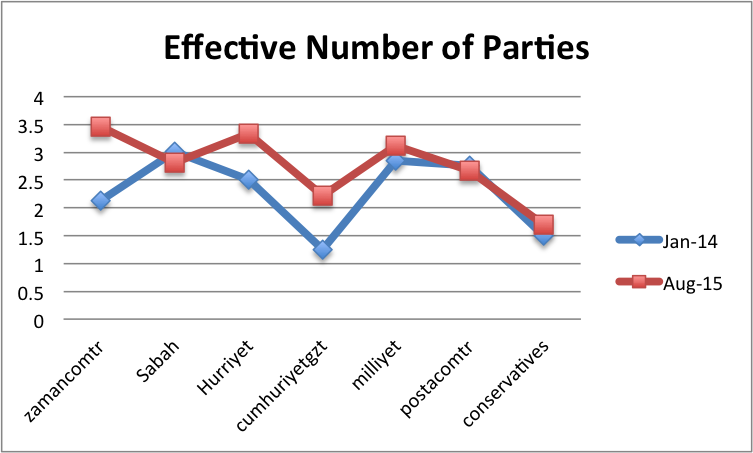 Effective Number of Parties
4
3.5
3
2.5
2
1.5
1
0.5
0
zamancomtr
Sabah
Hurriyet
cumhuriyetgzt
milliyet
postacomtr
conservatives
Jan-14
Aug-15